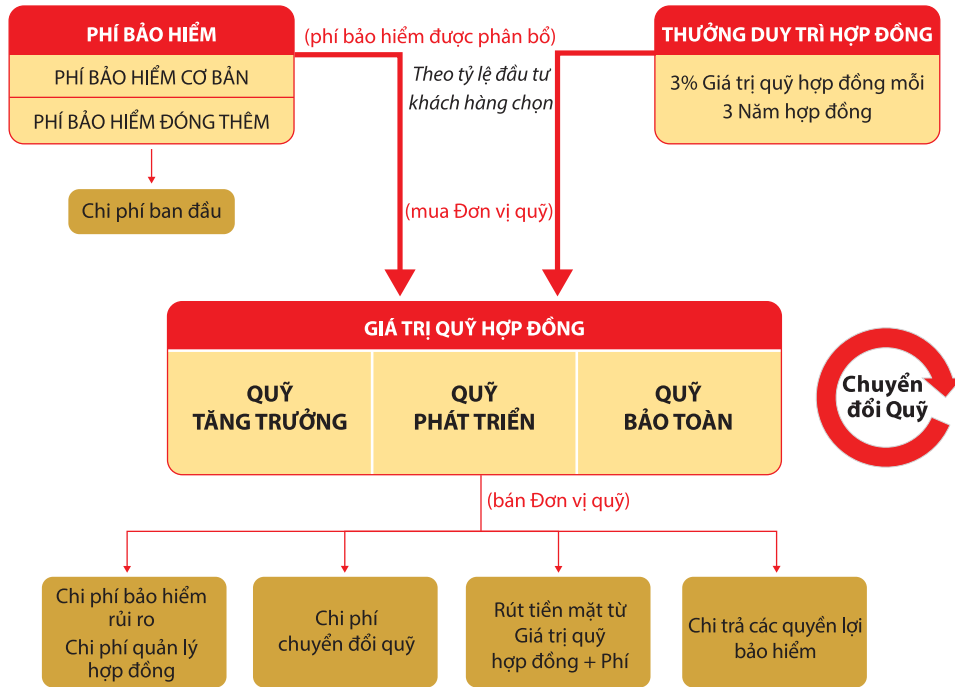 PHÍ BẢO HIỂM
PHÍ BẢO HIỂM CƠ BẢN
PHÍ BẢO HIỂM ĐÓNG THÊM
Chi phí ban đầu
(phí bảo hiểm được phân bổ)
Theo tỷ lệ đầu tư
khách hàng chọn
(mua Đơn vị quỹ)
THƯỞNG DUY TRÌ HỢP ĐỒNG
3% Giá trị quỹ hợp đồng mỗi
3 Năm hợp đồng
GIÁ TRỊ QUỸ HỢP ĐỒNG
QUỸ
TĂNG TRƯỞNG
QUỸ
PHÁT TRIỂN
QUỸ
BẢO TOÀN
Chuyển
đổi Quỹ
(bán Đơn vị quỹ)
Chi phí bảo hiểm
rủi ro
Chi phí quản lý
hợp đồng
Chi phí
chuyển đổi quỹ
Rút tiền mặt từ
Giá trị quỹ
hợp đồng + Phí
Chi trả các quyền lợi
bảo hiểm